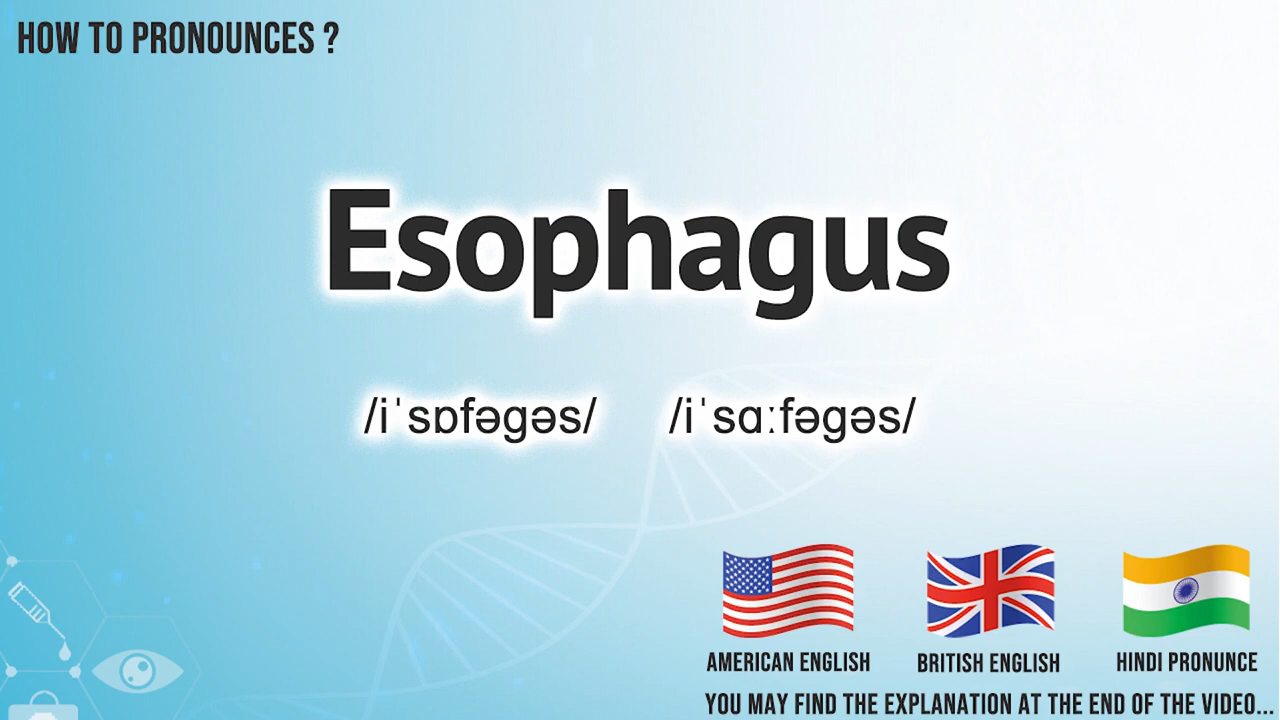 HOW TO PRONOUNCES ?
Esophagus
/iˈsɒfəgəs/ /iˈsɑːfəgəs/
AMERICAN ENGLISH BRITISH ENGLISH HINDI PRONUNCE
YOU MAY FIND THE EXPLANATION AT THE END OF THE VIDEO...